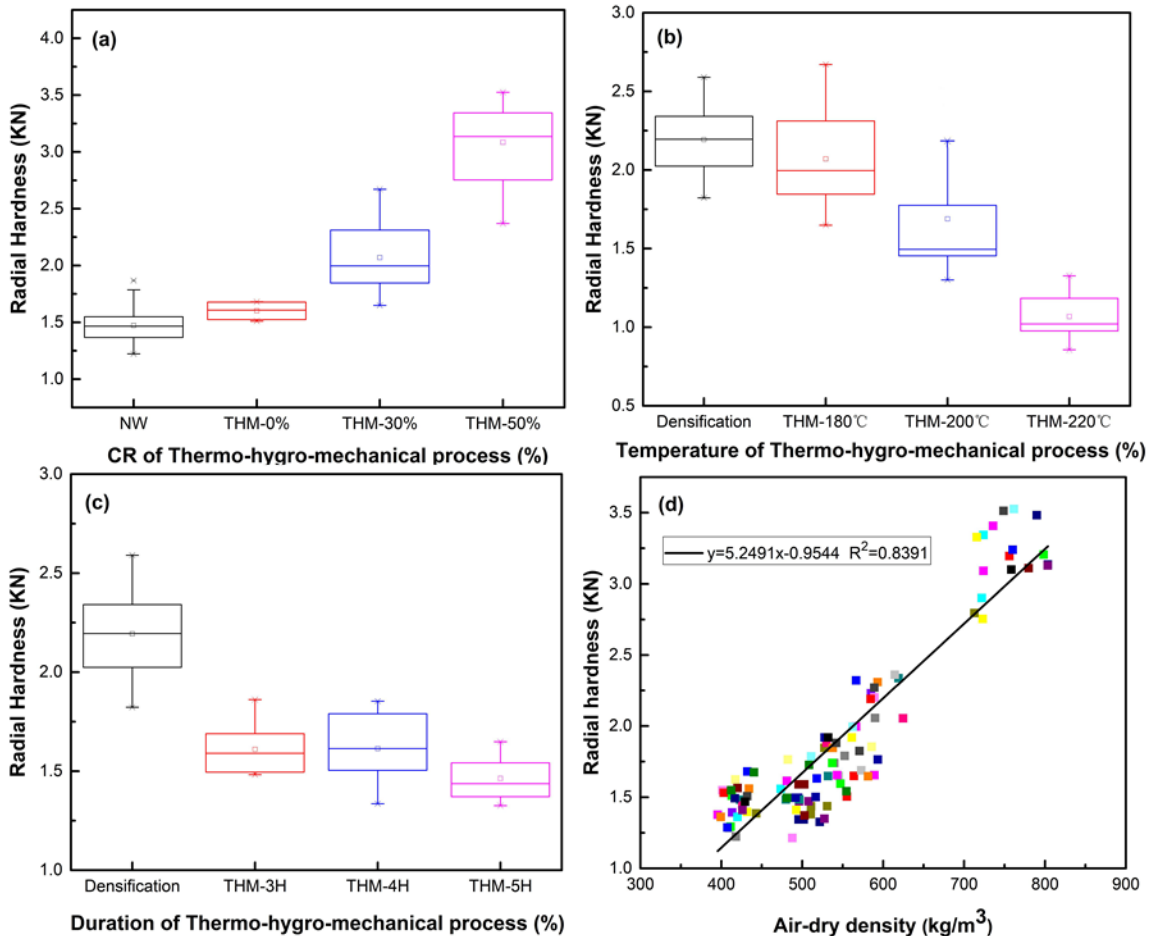 (a)
4.0
3.5
3.0
2.5
2.0
1.5
1.0
Radial Hardness (KN)
NW THM-0% THM-30% THM-50%
CR of Thermo-hygro-mechanical process (%)
(b)
3.0
2.5
2.0
1.5
1.0
0.5
Radial Hardness (KN)
Densification THM-180℃ THM-200℃ THM-220℃
Temperature of Thermo-hygro-mechanical process (%)
(c)
3.0
2.5
2.0
1.5
1.0
Radial Hardness (KN)
Densification THM-3H THM-4H THM-5H
Duration of Thermo-hygro-mechanical process (%)
(d)
y=5.2491x-0.9544 R²=0.8391
3.5
3.0
2.5
2.0
1.5
1.0
Radial hardness (KN)
300 400 500 600 700 800 900
Air-dry density (kg/m³)